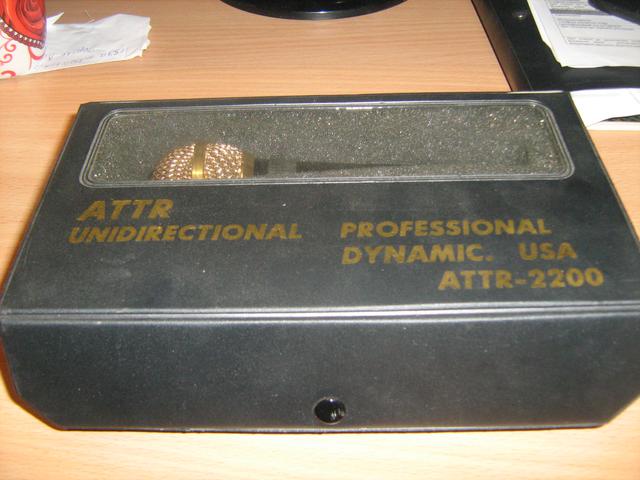 ATTR
UNIDIRECTIONAL
PROFESSIONAL
DYNAMIC. USA
ATTR-2200